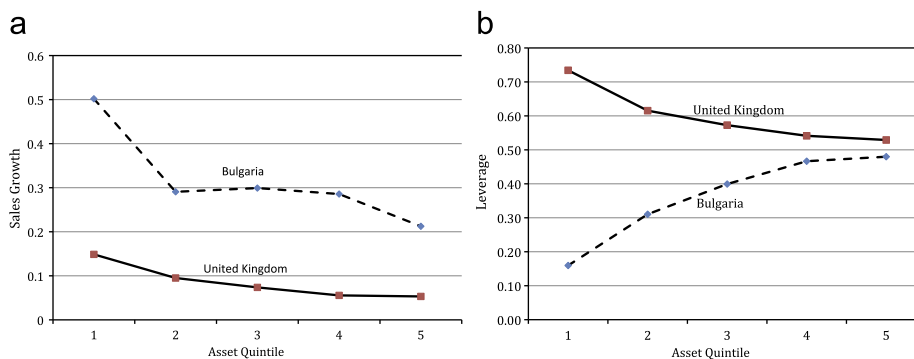 a
0.6
0.5
0.4
0.3
0.2
0.1
0
Sales Growth
Bulgaria
United Kingdom
1 2 3 4 5
Asset Quintile
b
0.80
0.70
0.60
0.50
0.40
0.30
0.20
0.10
0.00
Leverage
United Kingdom
Bulgaria
1 2 3 4 5
Asset Quintile